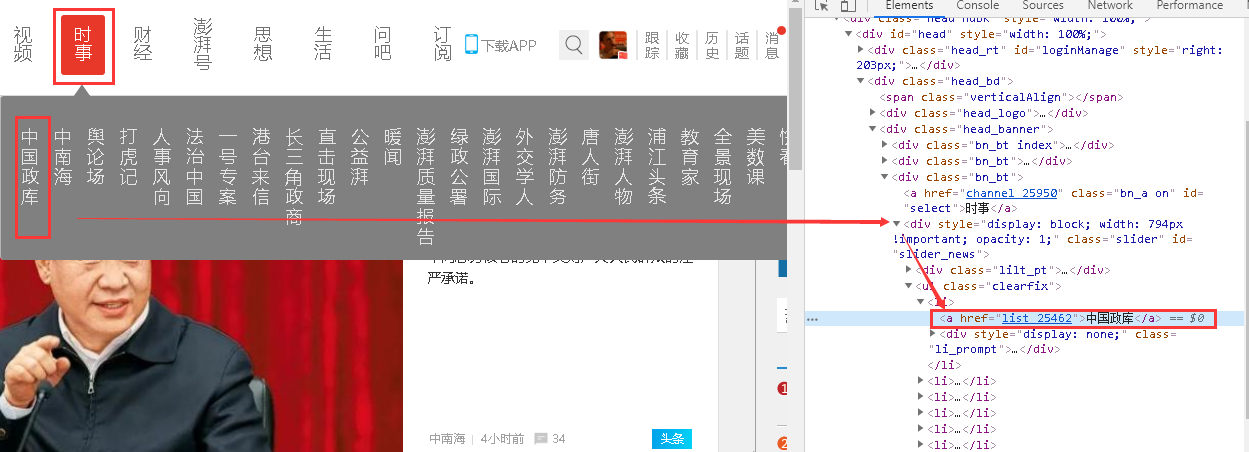 视频
时事
财经
澎湃号
思想
生活
问吧
订阅
下载APP
跟踪
收藏
历史
话题
消息
中国政库
中南海
舆论场
打虎记
人事风向
法治中国
一号专案
港台来信
长三角政商
直击现场
公益湃
暖闻
澎湃质量报告
绿政公署
澎湃国际
外交学人
澎湃防务
唐人街
澎湃人物
浦江头条
教育家
全景现场
美数课
严承诺。
中南海 | 4小时前 34
头条
1
2
Elements Console Sources Network Performance
<div id="head" style="width: 100%;">
<div class="head_rt" id="loginManage" style="right:
203px;">…</div>
<div class="head_bd">
<span class="verticalAlign"></span>
<div class="head_logo">…</div>
<div class="head_banner">
<div class="bn_bt index">…</div>
<div class="bn_bt">…</div>
<div class="bn_bt">
<a href="channel_25950" class="bn_a on" id=
"select">时事</a>
<div style="display: block; width: 794px
!important; opacity: 1;" class="slider" id=
"slider_news">
<div class="lilt_pt">…</div>
<ul class="clearfix">
<li>
… <a href="list_25462">中国政库</a> == $0
<div style="display: none;" class=
"li_prompt">…</div>
</li>
<li>…</li>
<li>…</li>
<li>…</li>
<li>…</li>
<li>…</li>